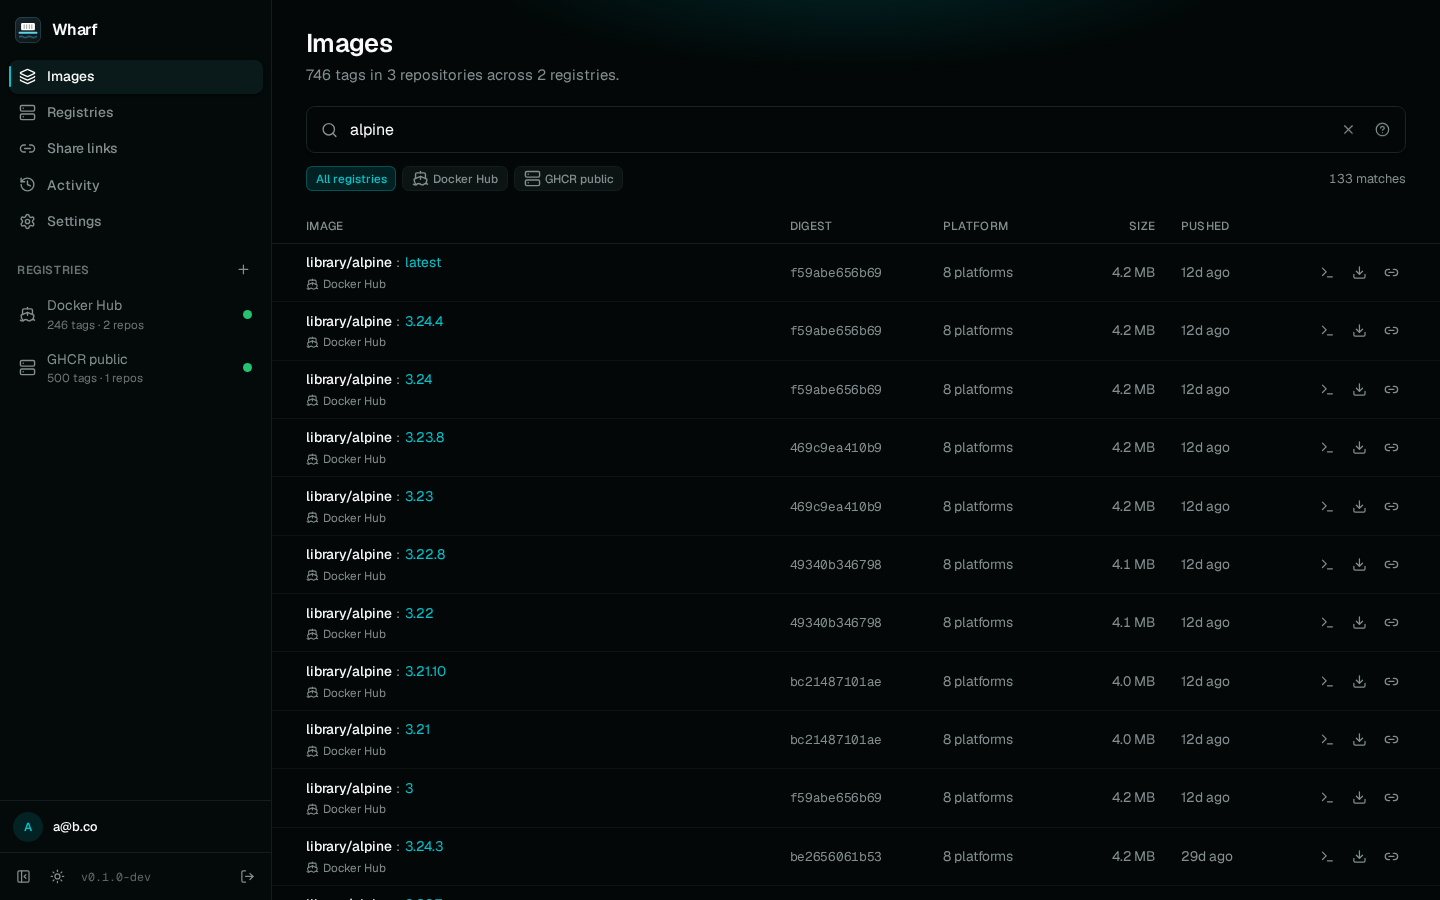 Wharf
Images
Registries
Share links
Activity
Settings
REGISTRIES
Docker Hub
246 tags · 2 repos
GHCR public
500 tags · 1 repos
A
a@b.co
v0.1.0-dev
Images
746 tags in 3 repositories across 2 registries.
alpine
All registries
Docker Hub
GHCR public
133 matches
IMAGE DIGEST PLATFORM SIZE PUSHED
library/alpine : latest
Docker Hub
f59abe656b69 8 platforms 4.2 MB 12d ago
library/alpine : 3.24.4
Docker Hub
f59abe656b69 8 platforms 4.2 MB 12d ago
library/alpine : 3.24
Docker Hub
f59abe656b69 8 platforms 4.2 MB 12d ago
library/alpine : 3.23.8
Docker Hub
469c9ea410b9 8 platforms 4.2 MB 12d ago
library/alpine : 3.23
Docker Hub
469c9ea410b9 8 platforms 4.2 MB 12d ago
library/alpine : 3.22.8
Docker Hub
49340b346798 8 platforms 4.1 MB 12d ago
library/alpine : 3.22
Docker Hub
49340b346798 8 platforms 4.1 MB 12d ago
library/alpine : 3.21.10
Docker Hub
bc21487101ae 8 platforms 4.0 MB 12d ago
library/alpine : 3.21
Docker Hub
bc21487101ae 8 platforms 4.0 MB 12d ago
library/alpine : 3
Docker Hub
f59abe656b69 8 platforms 4.2 MB 12d ago
library/alpine : 3.24.3
Docker Hub
be2656061b53 8 platforms 4.2 MB 29d ago